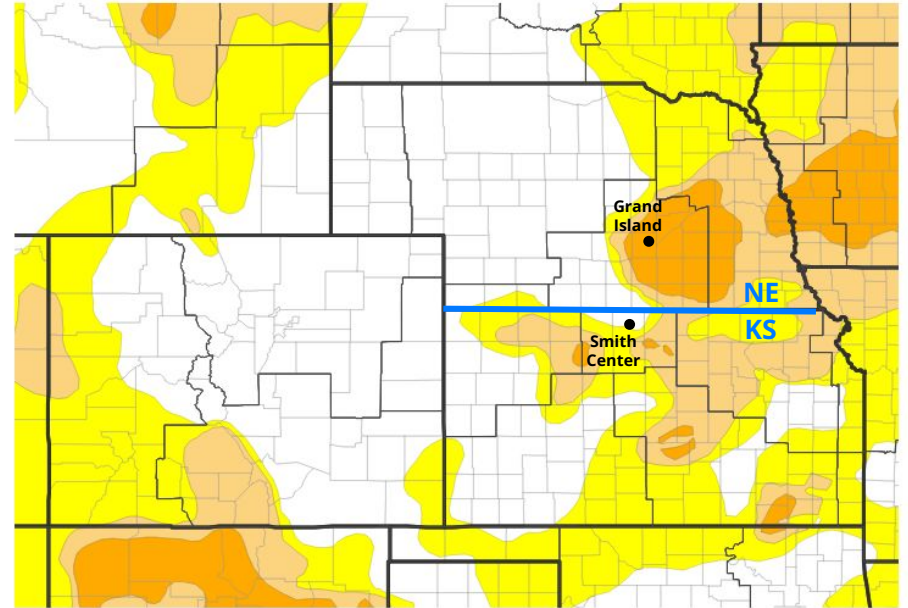 Grand
Island
NE
KS
Smith
Center